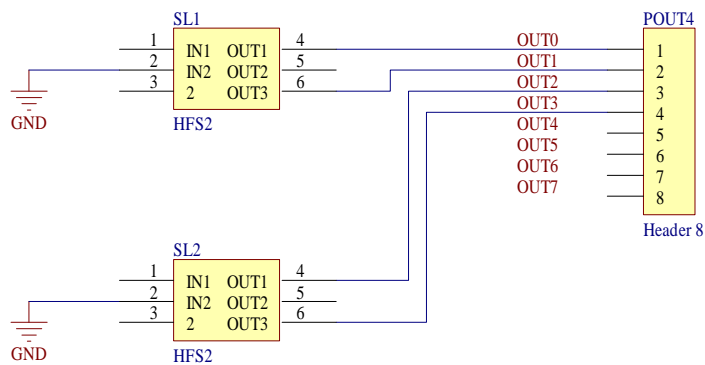 SL1
1 IN1 OUT1 4
2 IN2 OUT2 5
3 2 OUT3 6
HFS2
GND
POUT4
OUT0 1
OUT1 2
OUT2 3
OUT3 4
OUT4 5
OUT5 6
OUT6 7
OUT7 8
Header 8
SL2
1 IN1 OUT1 4
2 IN2 OUT2 5
3 2 OUT3 6
HFS2
GND